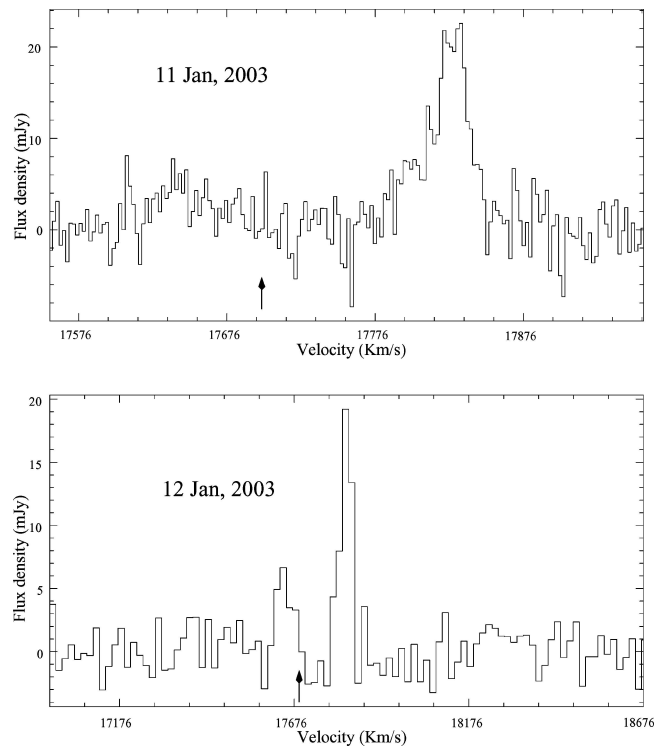 20
11 Jan, 2003
10
Flux density (mJy)
0
17576 17676 17776 17876
Velocity (Km/s)
20
15
12 Jan, 2003
10
Flux density (mJy)
5
0
17176 17676 18176 18676
Velocity (Km/s)